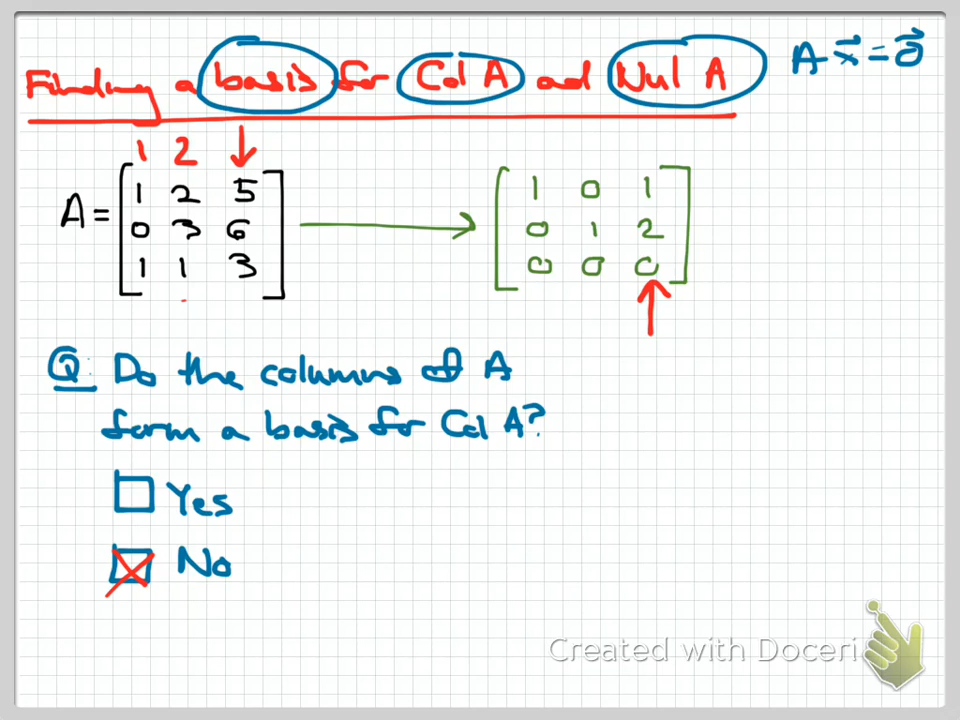 Finding a basis for Col A and Nul A
A x⃗ = 0⃗
1 2 ↓
A = [ 1 2 5
0 3 6
1 1 3 ]
→
[ 1 0 1
0 1 2
0 0 0 ]
↑
Q: Do the columns of A
form a basis for Col A?
☐ Yes
☒ No
Created with Doceri